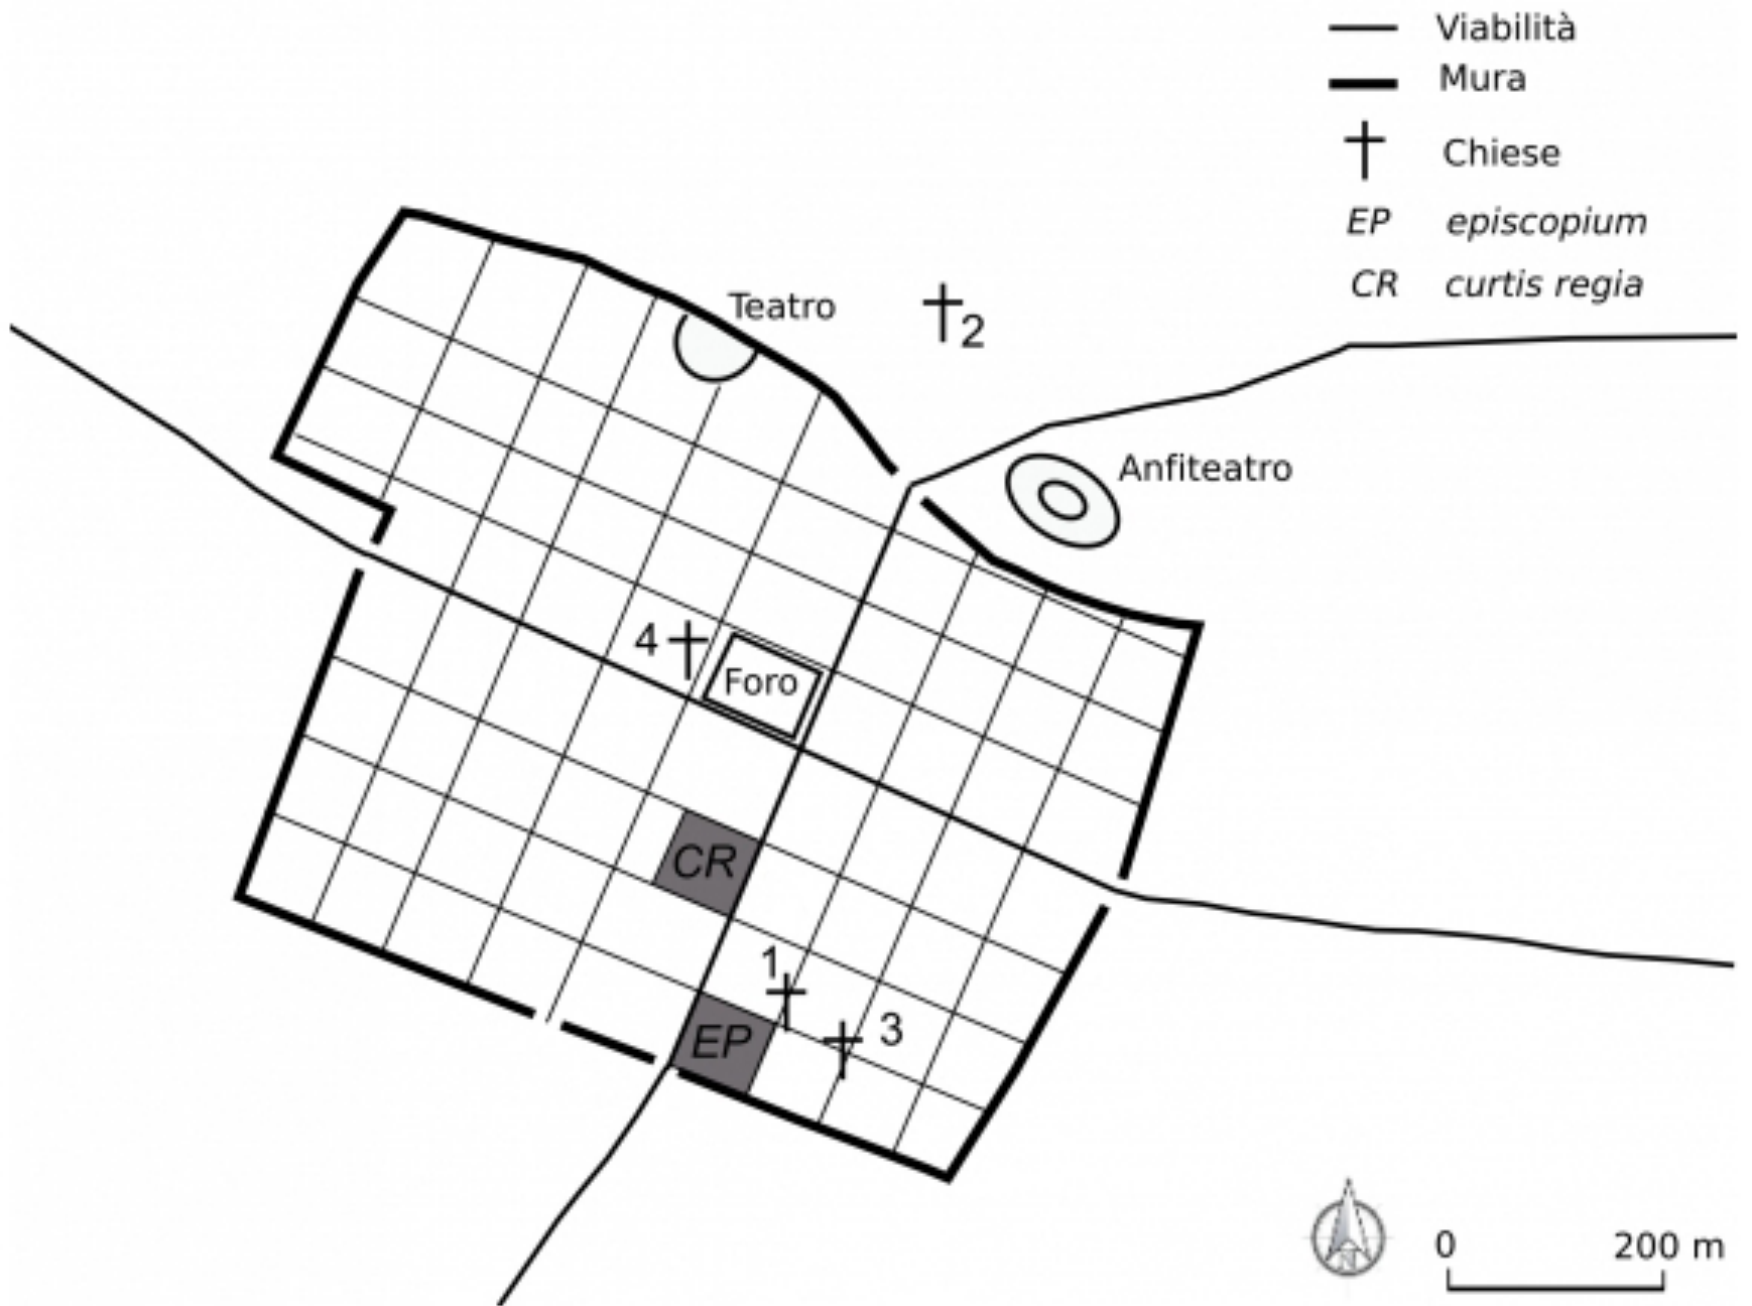 Viabilità
Mura
Chiese
EP episcopium
CR curtis regia
Teatro
2
Anfiteatro
4
Foro
CR
1
EP
3
N
0 200 m